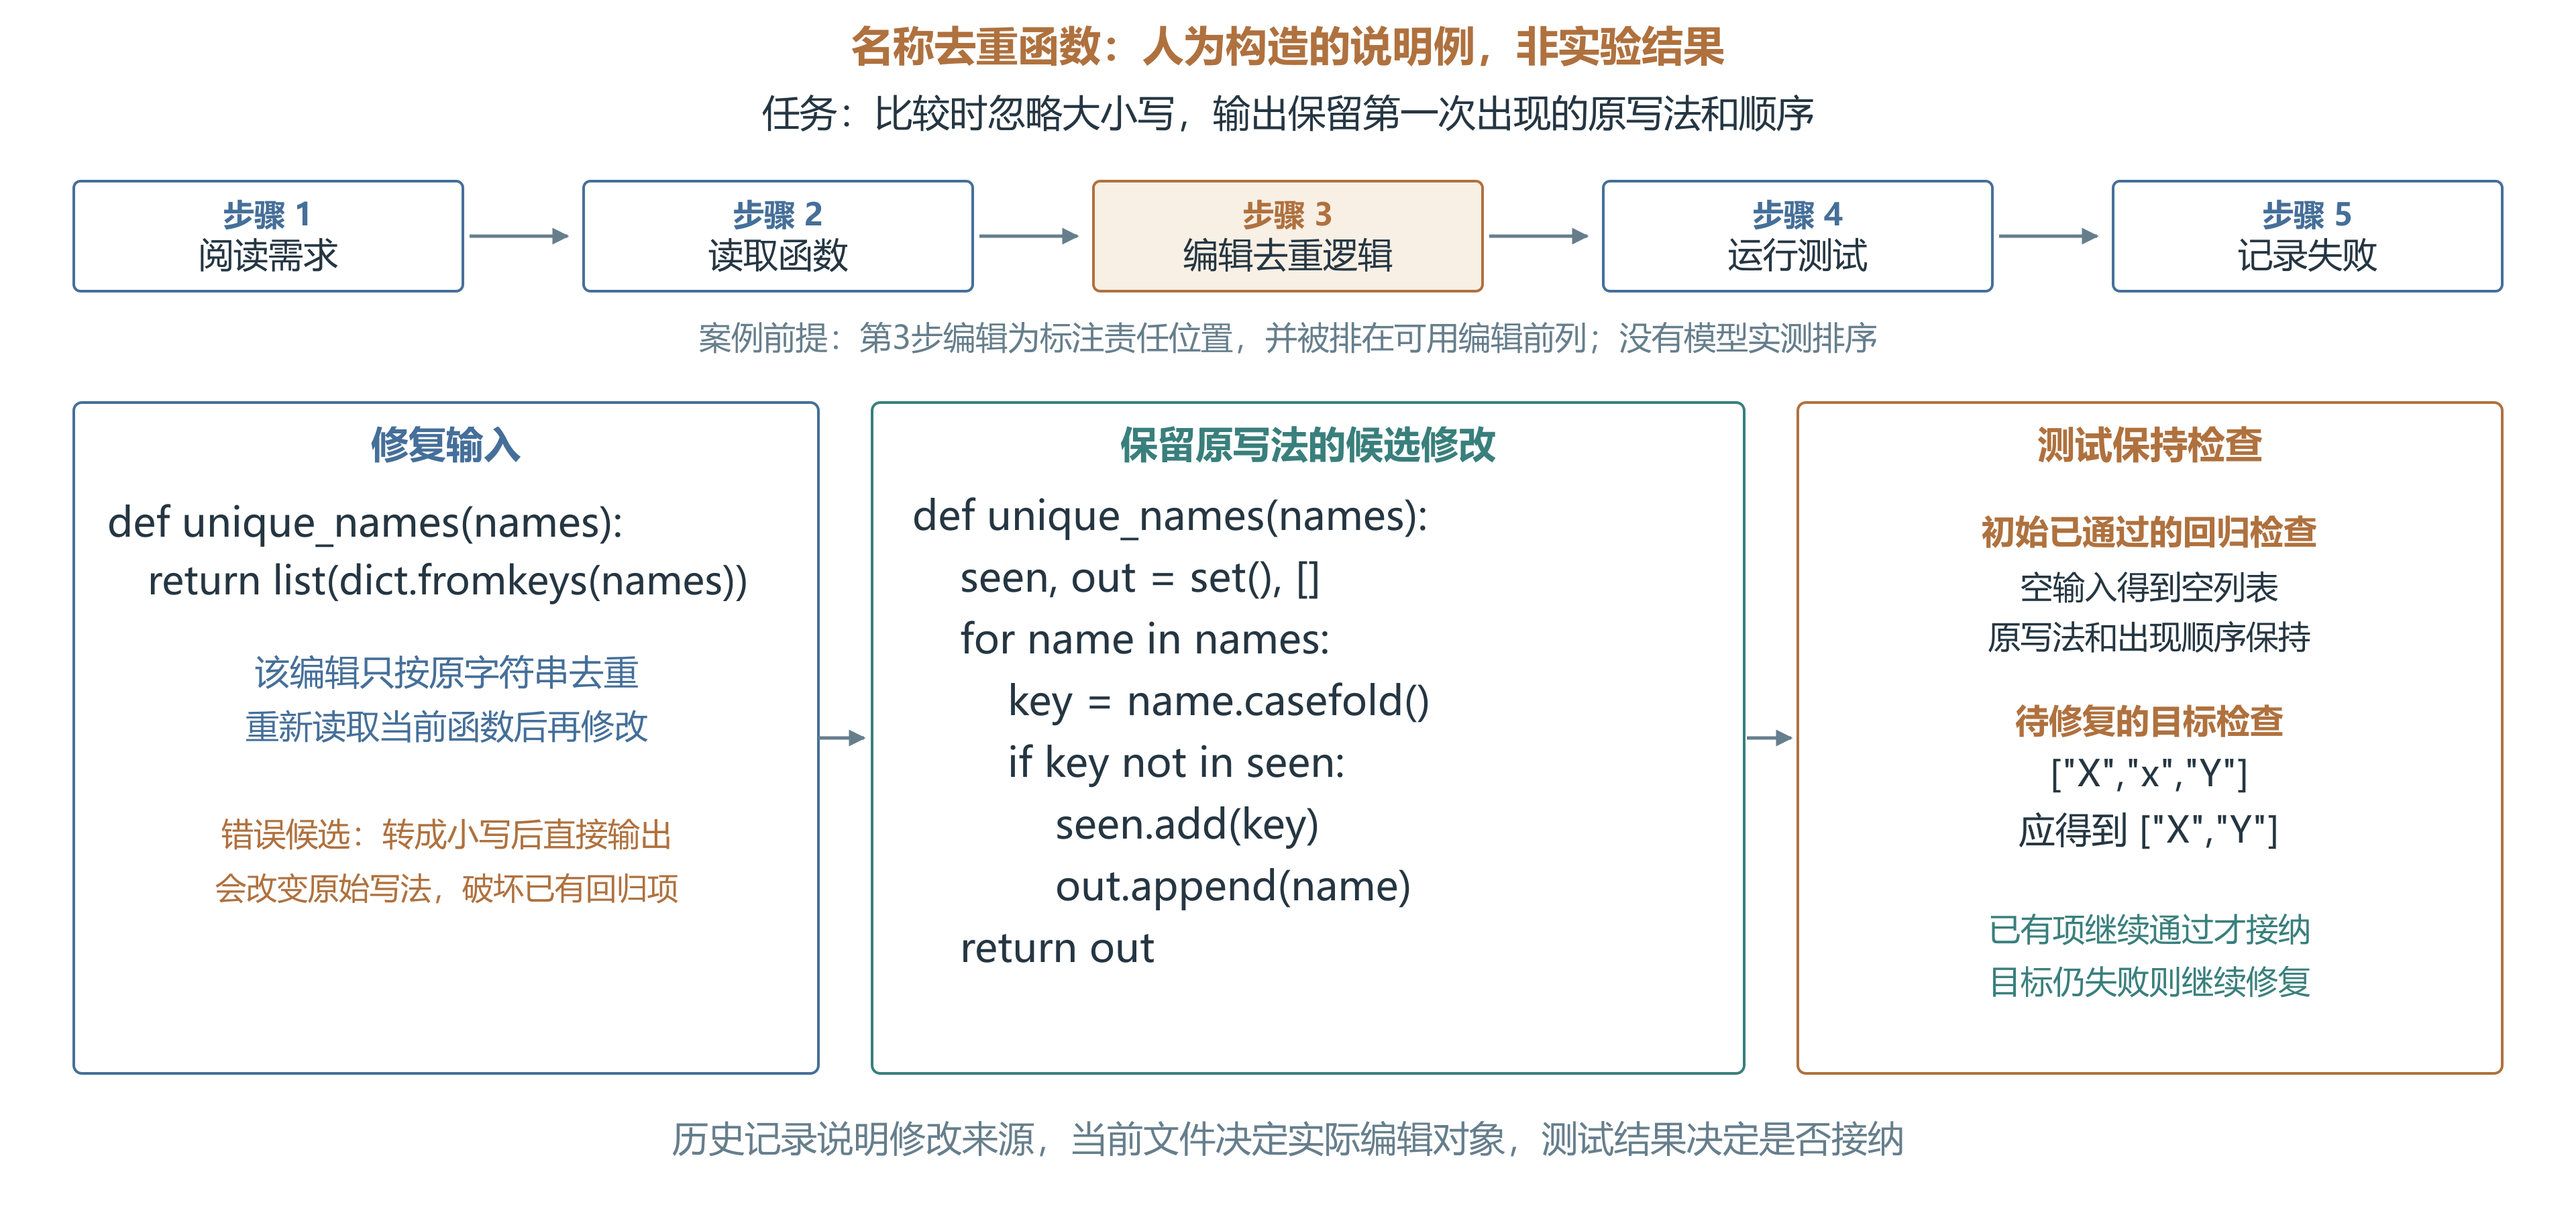 名称去重函数：人为构造的说明例，非实验结果
任务：比较时忽略大小写，输出保留第一次出现的原写法和顺序
步骤 1
阅读需求
步骤 2
读取函数
步骤 3
编辑去重逻辑
步骤 4
运行测试
步骤 5
记录失败
案例前提：第3步编辑为标注责任位置，并被排在可用编辑前列；没有模型实测排序
修复输入
def unique_names(names):
    return list(dict.fromkeys(names))
该编辑只按原字符串去重
重新读取当前函数后再修改
错误候选：转成小写后直接输出
会改变原始写法，破坏已有回归项
保留原写法的候选修改
def unique_names(names):
    seen, out = set(), []
    for name in names:
        key = name.casefold()
        if key not in seen:
            seen.add(key)
            out.append(name)
    return out
测试保持检查
初始已通过的回归检查
空输入得到空列表
原写法和出现顺序保持
待修复的目标检查
["X","x","Y"]
应得到 ["X","Y"]
已有项继续通过才接纳
目标仍失败则继续修复
历史记录说明修改来源，当前文件决定实际编辑对象，测试结果决定是否接纳